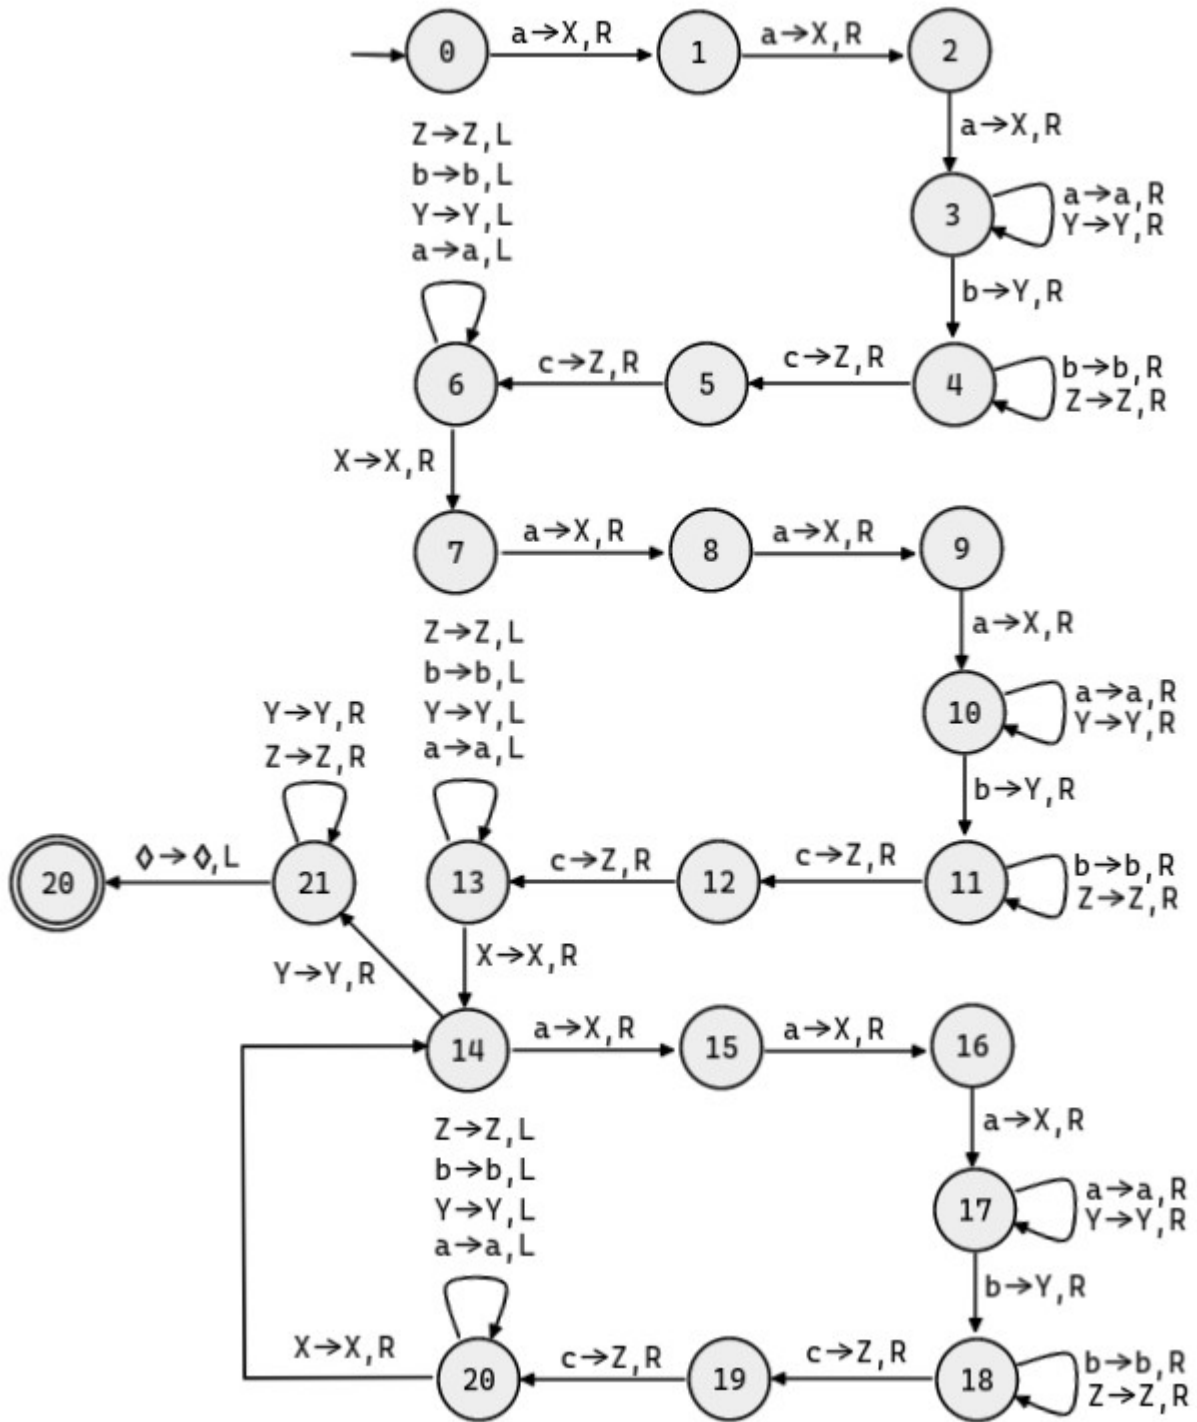 0
a→X,R
1
a→X,R
2
a→X,R
Z→Z,L
b→b,L
Y→Y,L
a→a,L
3
a→a,R
Y→Y,R
b→Y,R
6
c→Z,R
5
c→Z,R
4
b→b,R
Z→Z,R
X→X,R
7
a→X,R
8
a→X,R
9
a→X,R
Z→Z,L
b→b,L
Y→Y,L
a→a,L
10
a→a,R
Y→Y,R
b→Y,R
Y→Y,R
Z→Z,R
20
◊→◊,L
21
13
c→Z,R
12
c→Z,R
11
b→b,R
Z→Z,R
X→X,R
Y→Y,R
14
a→X,R
15
a→X,R
16
a→X,R
Z→Z,L
b→b,L
Y→Y,L
a→a,L
17
a→a,R
Y→Y,R
b→Y,R
X→X,R
20
c→Z,R
19
c→Z,R
18
b→b,R
Z→Z,R